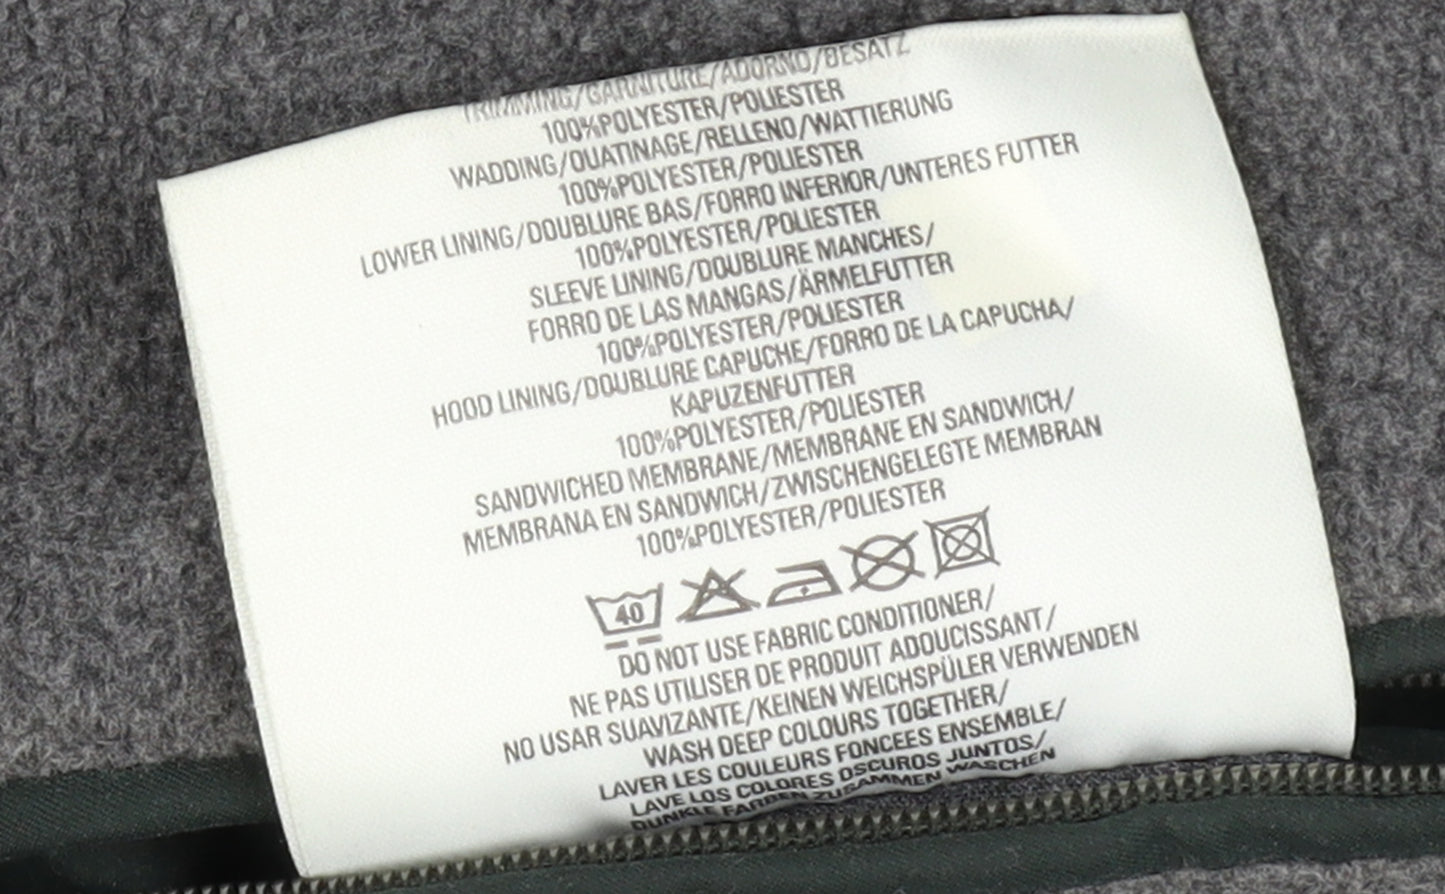 TRIMMING/GARNITURE/ADORNO/BESATZ
100%POLYESTER/POLIESTER
WADDING/OUATINAGE/RELLENO/WATTIERUNG
100%POLYESTER/POLIESTER
LOWER LINING/DOUBLURE BAS/FORRO INFERIOR/UNTERES FUTTER
100%POLYESTER/POLIESTER
SLEEVE LINING/DOUBLURE MANCHES/
FORRO DE LAS MANGAS/ÄRMELFUTTER
100%POLYESTER/POLIESTER
HOOD LINING/DOUBLURE CAPUCHE/FORRO DE LA CAPUCHA/
KAPUZENFUTTER
100%POLYESTER/POLIESTER
SANDWICHED MEMBRANE/MEMBRANE EN SANDWICH/
MEMBRANA EN SANDWICH/ZWISCHENGELEGTE MEMBRAN
100%POLYESTER/POLIESTER
40
DO NOT USE FABRIC CONDITIONER/
NE PAS UTILISER DE PRODUIT ADOUCISSANT/
NO USAR SUAVIZANTE/KEINEN WEICHSPÜLER VERWENDEN
WASH DEEP COLOURS TOGETHER/
LAVER LES COULEURS FONCEES ENSEMBLE/
LAVE LOS COLORES OSCUROS JUNTOS/
DUNKLE FARBEN ZUSAMMEN WASCHEN